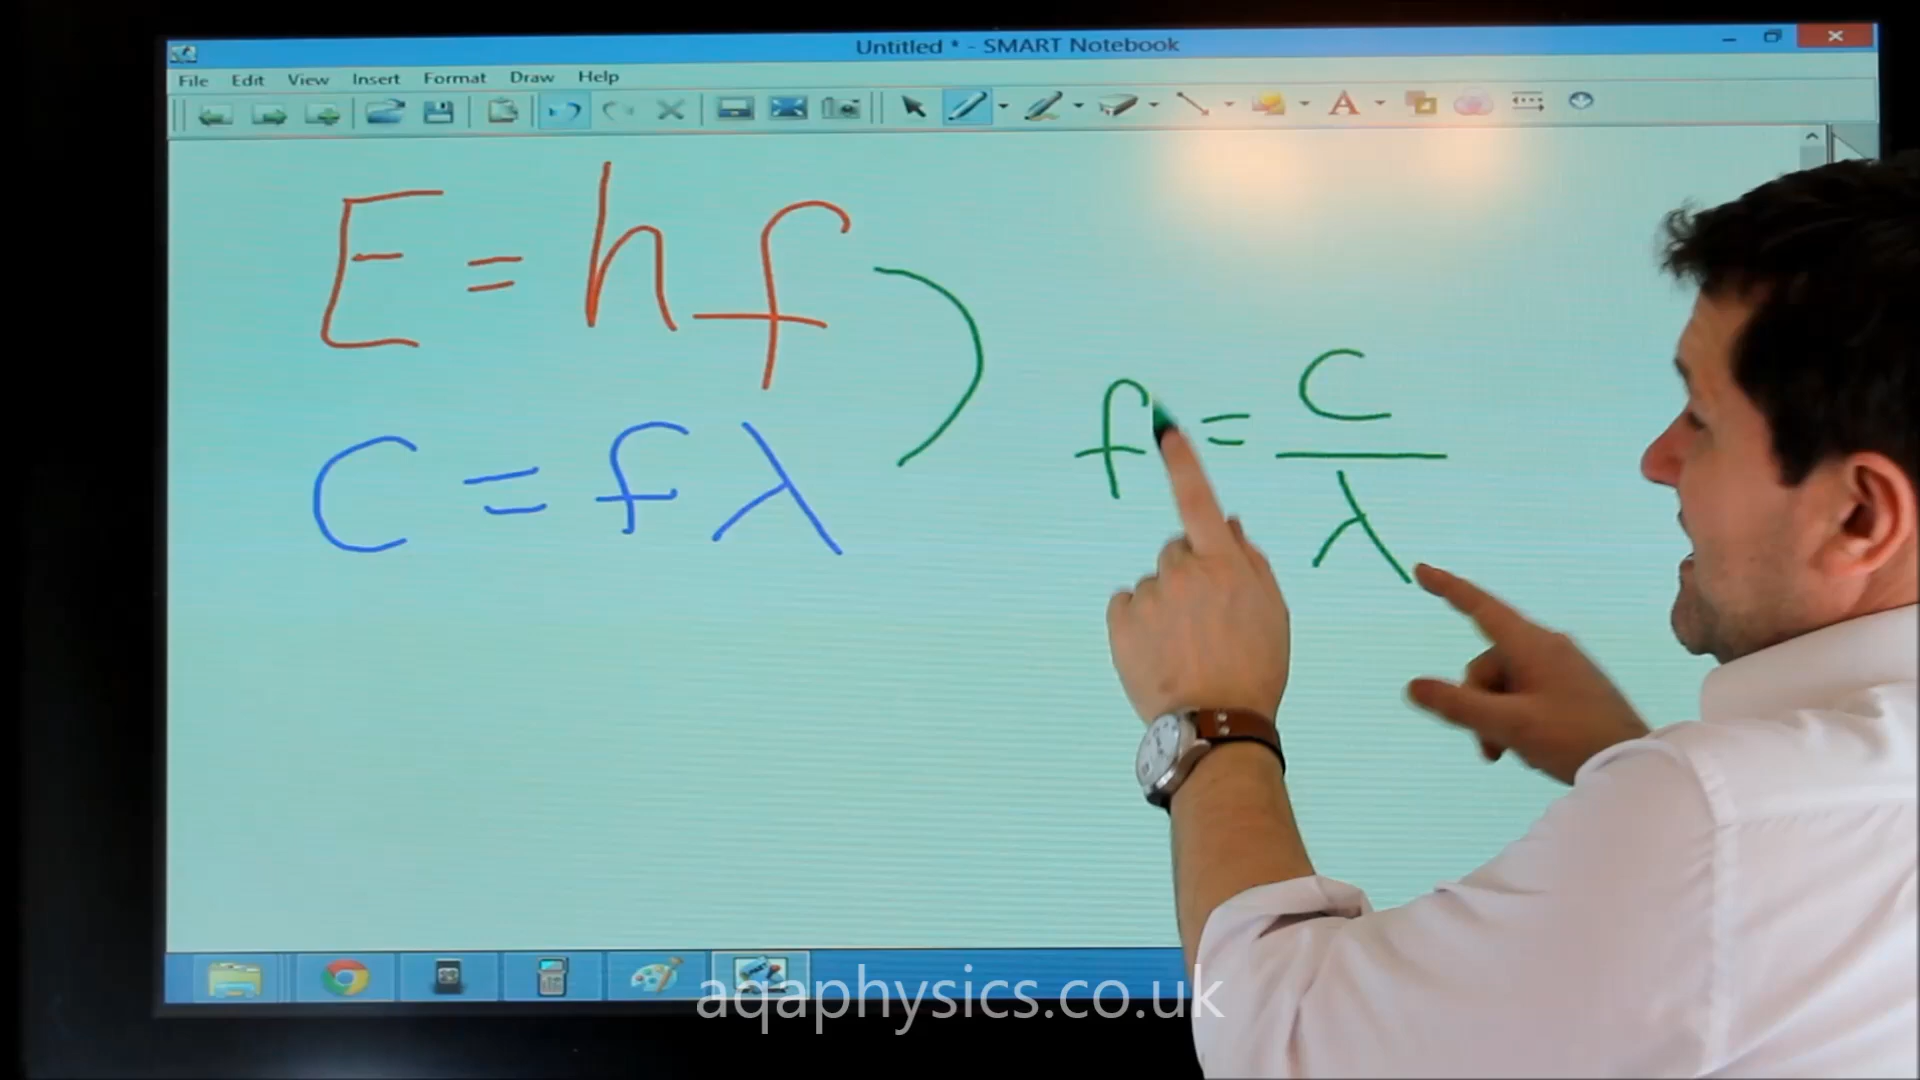 Untitled * - SMART Notebook
File Edit View Insert Format Draw Help
E = hf
c = fλ
f = c/λ
aqaphysics.co.uk